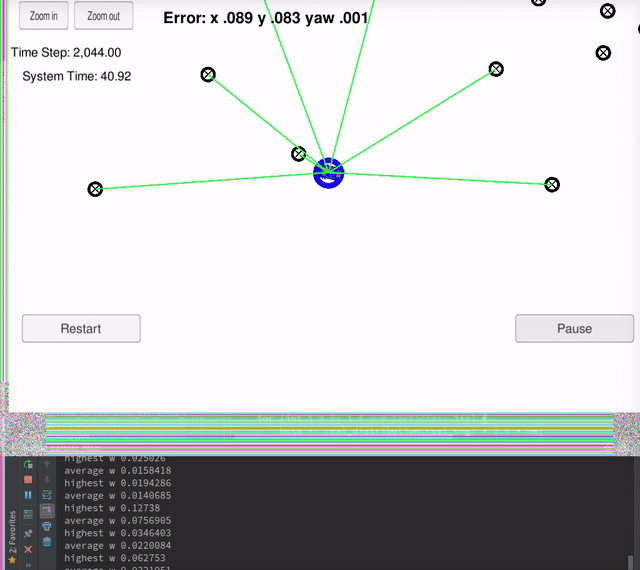 Zoom in
Zoom out
Error: x .089 y .083 yaw .001
Time Step: 2,044.00
System Time: 40.92
Restart
Pause
highest w 0.025026
average w 0.0158418
highest w 0.0194286
average w 0.0140685
highest w 0.12738
average w 0.0756905
highest w 0.0346403
average w 0.0220084
highest w 0.062753
2: Favorites